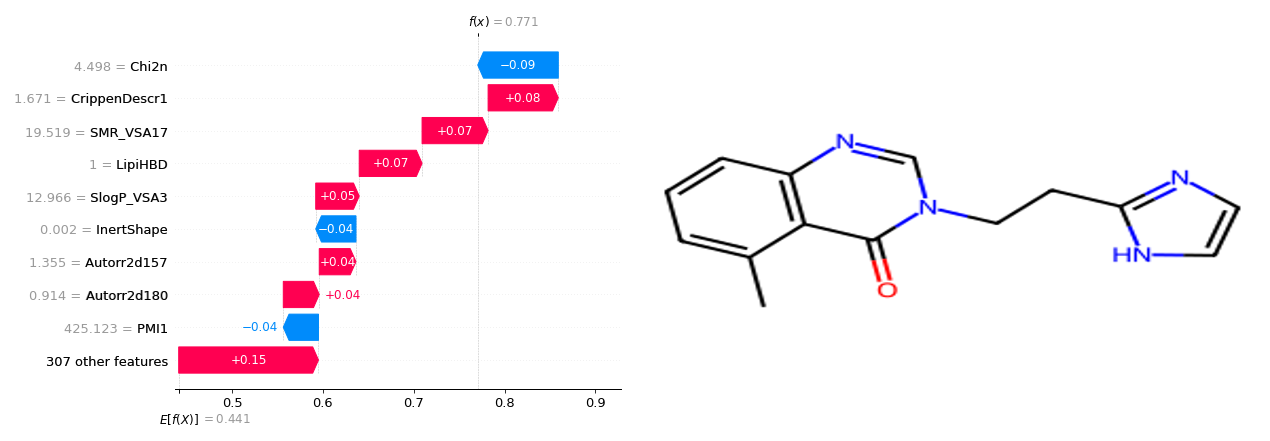 f(x) = 0.771
4.498 = Chi2n −0.09
1.671 = CrippenDescr1 +0.08
19.519 = SMR_VSA17 +0.07
1 = LipiHBD +0.07
12.966 = SlogP_VSA3 +0.05
0.002 = InertShape −0.04
1.355 = Autorr2d157 +0.04
0.914 = Autorr2d180 +0.04
425.123 = PMI1 −0.04
307 other features +0.15
0.5 0.6 0.7 0.8 0.9
E[f(X)] = 0.441
N
N
N
HN
O